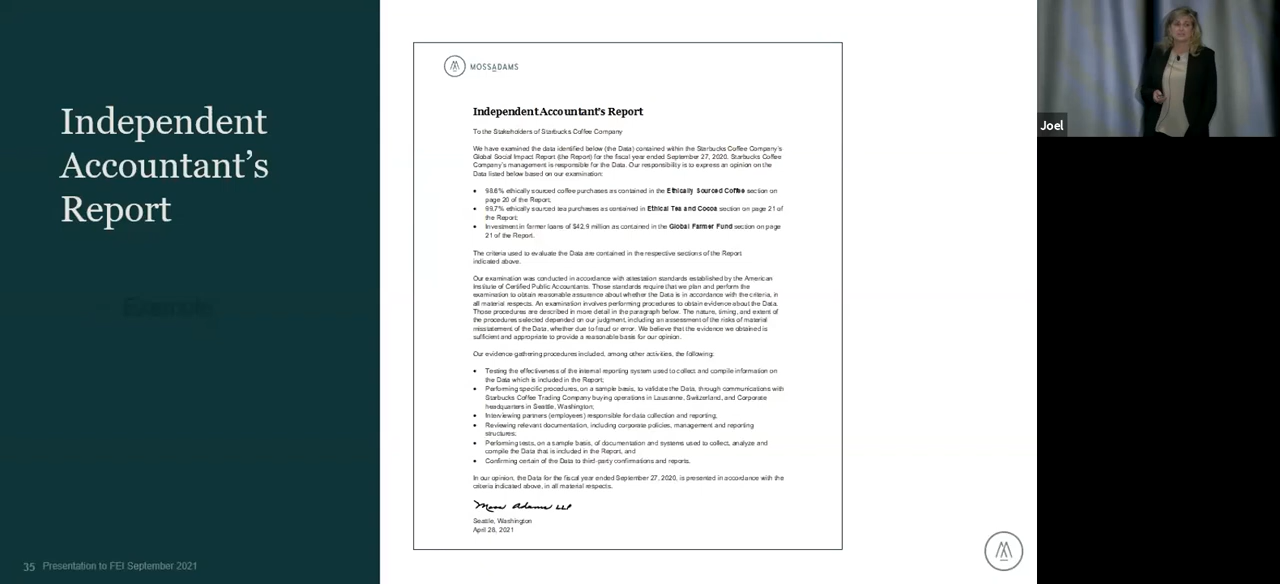 Independent
Accountant's
Report
35 Presentation to FEI September 2021
MOSSADAMS
Independent Accountant's Report
To the Stakeholders of Starbucks Coffee Company
We have examined the data identified below (the Data) contained within the Starbucks Coffee Company's
Global Social Impact Report (the Report) for the fiscal year ended September 27, 2020. Starbucks Coffee
Company's management is responsible for the Data. Our responsibility is to express an opinion on the
Data listed below based on our examination:
• 98.6% ethically sourced coffee purchases as contained in the Ethically Sourced Coffee section on
page 20 of the Report;
• 99.7% ethically sourced tea purchases as contained in Ethical Tea and Cocoa section on page 21 of
the Report;
• Investment in farmer loans of $42.9 million as contained in the Global Farmer Fund section on page
21 of the Report.
The criteria used to evaluate the Data are contained in the respective sections of the Report
indicated above.
Our examination was conducted in accordance with attestation standards established by the American
Institute of Certified Public Accountants. Those standards require that we plan and perform the
examination to obtain reasonable assurance about whether the Data is in accordance with the criteria, in
all material respects. An examination involves performing procedures to obtain evidence about the Data.
Those procedures are described in more detail in the paragraph below. The nature, timing, and extent of
the procedures selected depended on our judgment, including an assessment of the risks of material
misstatement of the Data, whether due to fraud or error. We believe that the evidence we obtained is
sufficient and appropriate to provide a reasonable basis for our opinion.
Our evidence-gathering procedures included, among other activities, the following:
• Testing the effectiveness of the internal reporting system used to collect and compile information on
the Data which is included in the Report;
• Performing specific procedures, on a sample basis, to validate the Data, through communications with
Starbucks Coffee Trading Company buying operations in Lausanne, Switzerland, and Corporate
headquarters in Seattle, Washington;
• Interviewing partners (employees) responsible for data collection and reporting;
• Reviewing relevant documentation, including corporate policies, management and reporting
structures;
• Performing tests, on a sample basis, of documentation and systems used to collect, analyze and
compile the Data that is included in the Report, and
• Confirming certain of the Data to third-party confirmations and reports.
In our opinion, the Data for the fiscal year ended September 27, 2020, is presented in accordance with the
criteria indicated above, in all material respects.
Moss Adams LLP
Seattle, Washington
April 28, 2021
Joel